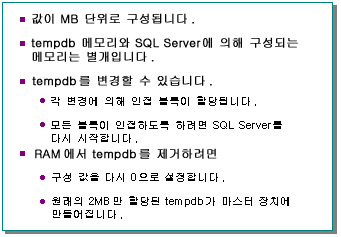 값이 MB 단위로 구성됩니다.
tempdb 메모리와 SQL Server에 의해 구성되는
메모리는 별개입니다.
tempdb를 변경할 수 있습니다.
각 변경에 의해 인접 블록이 할당됩니다.
모든 블록이 인접하도록 하려면 SQL Server를
다시 시작합니다.
RAM에서 tempdb를 제거하려면
구성 값을 다시 0으로 설정합니다.
원래의 2MB만 할당된 tempdb가 마스터 장치에
만들어집니다.